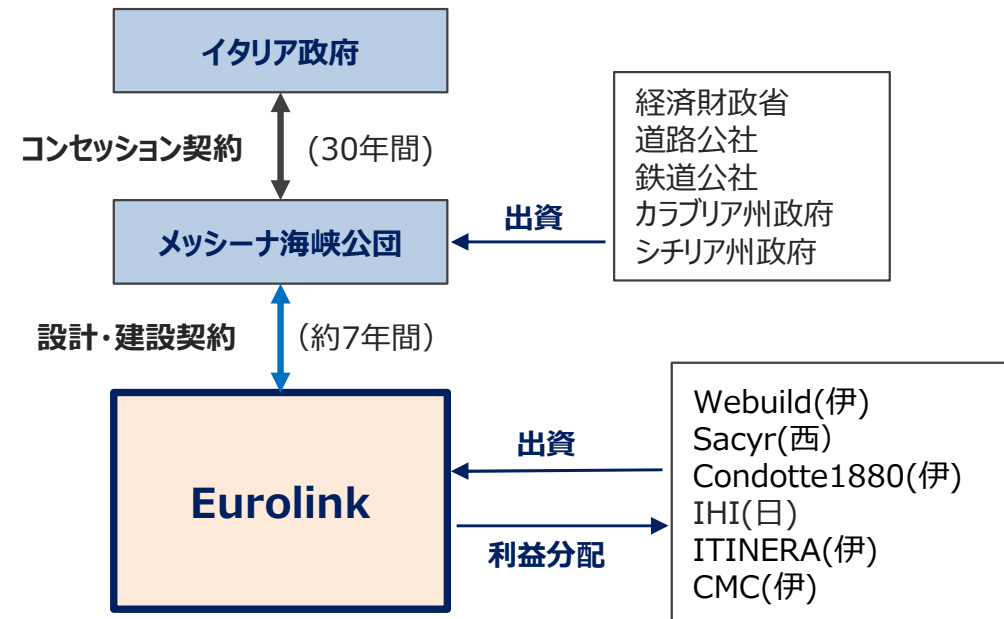 イタリア政府
コンセッション契約
(30年間)
経済財政省
道路公社
鉄道公社
カラブリア州政府
シチリア州政府
出資
メッシーナ海峡公団
設計・建設契約
(約7年間)
Eurolink
出資
利益分配
Webuild(伊)
Sacyr(西)
Condotte1880(伊)
IHI(日)
ITINERA(伊)
CMC(伊)